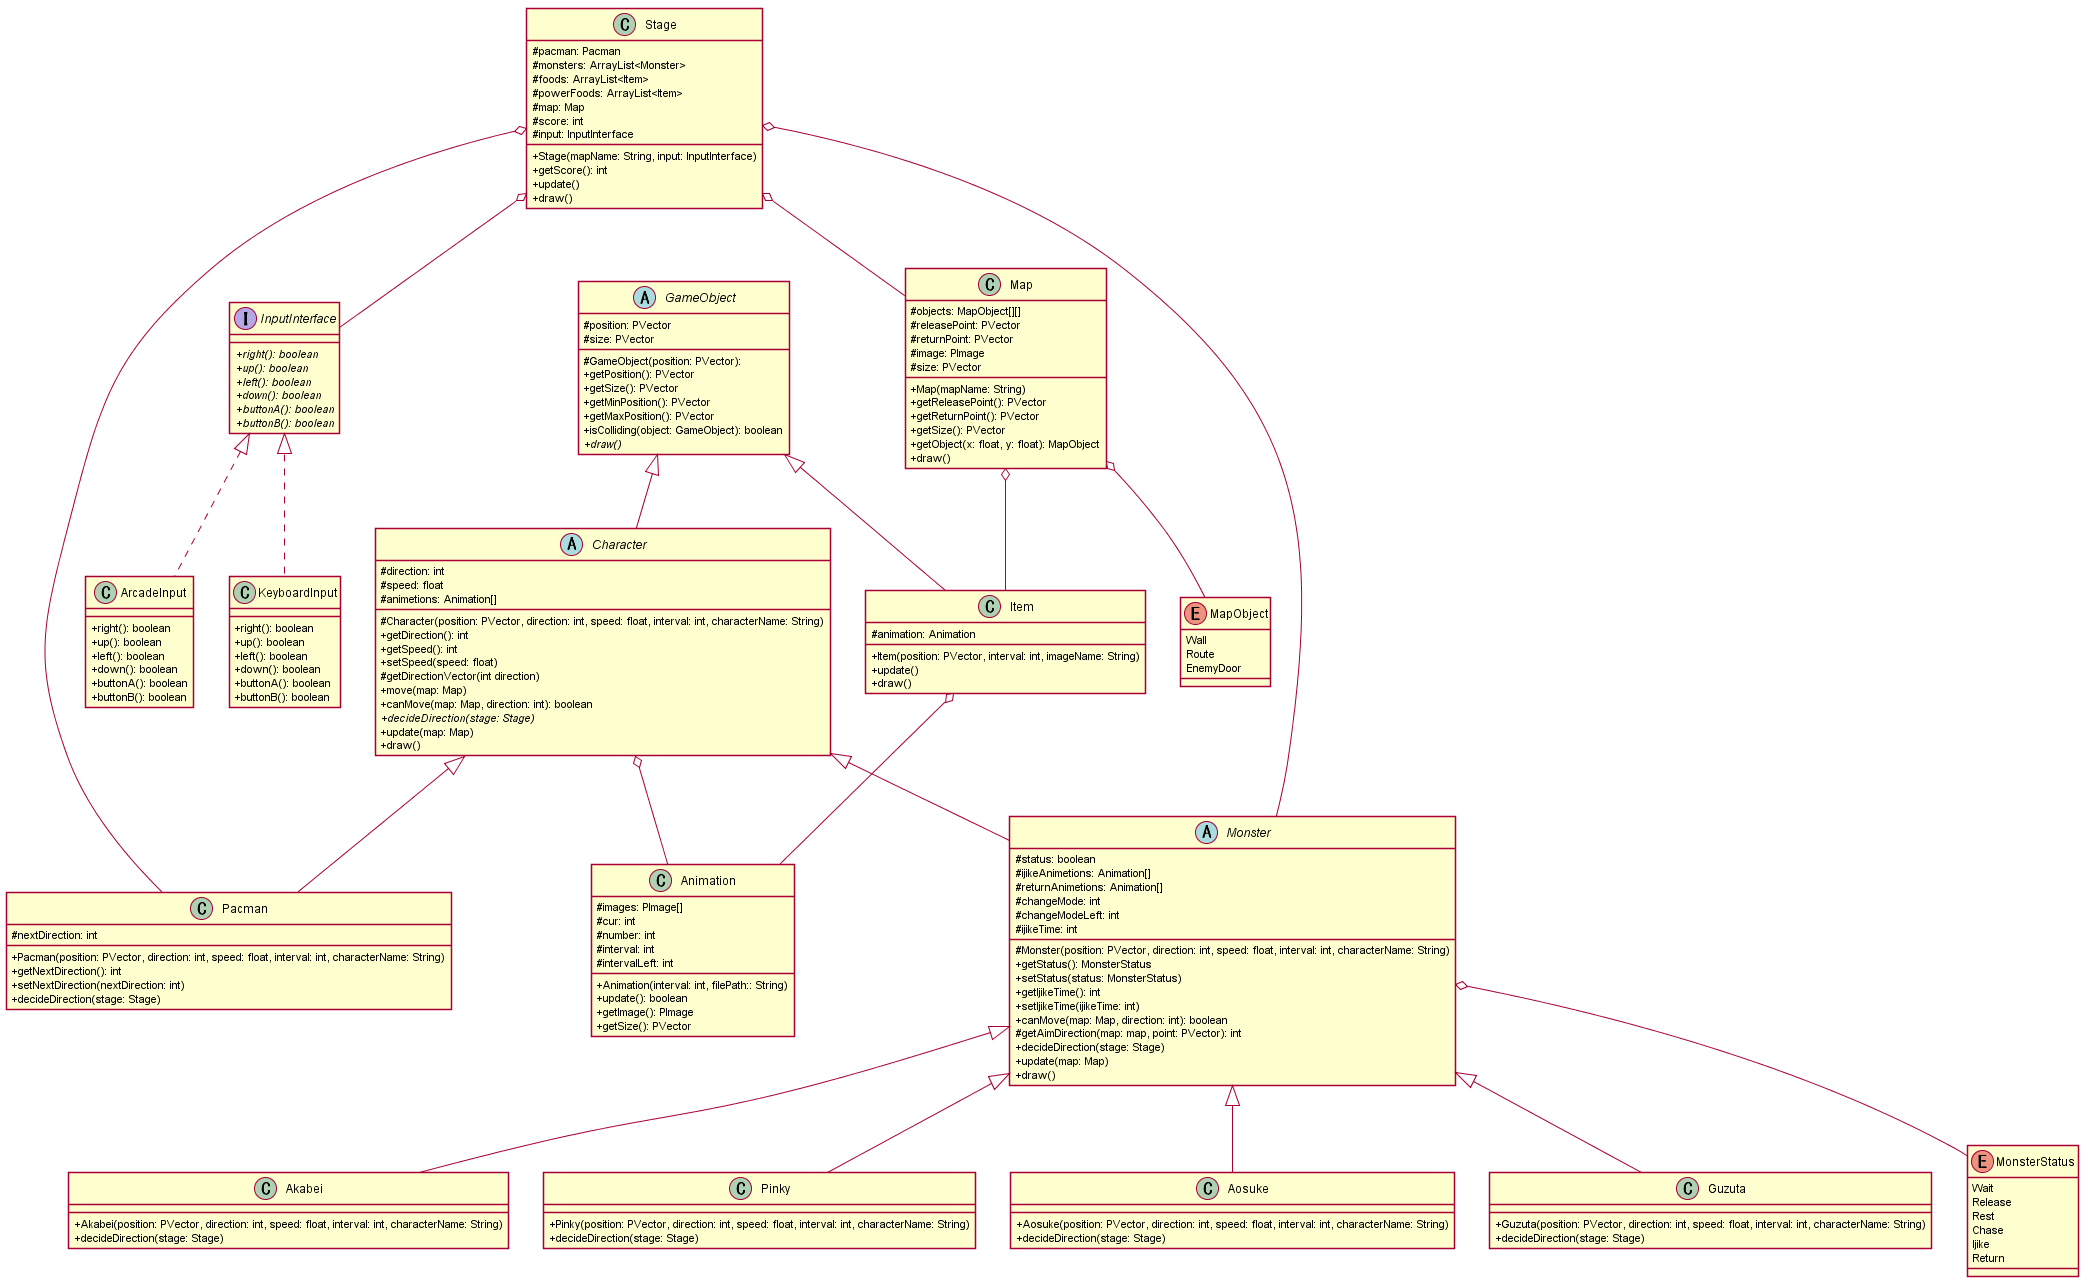 C Stage
#pacman: Pacman
#monsters: ArrayList<Monster>
#foods: ArrayList<Item>
#powerFoods: ArrayList<Item>
#map: Map
#score: int
#input: InputInterface
+Stage(mapName: String, input: InputInterface)
+getScore(): int
+update()
+draw()
I InputInterface
+right(): boolean
+up(): boolean
+left(): boolean
+down(): boolean
+buttonA(): boolean
+buttonB(): boolean
A GameObject
#position: PVector
#size: PVector
#GameObject(position: PVector):
+getPosition(): PVector
+getSize(): PVector
+getMinPosition(): PVector
+getMaxPosition(): PVector
+isColliding(object: GameObject): boolean
+draw()
C Map
#objects: MapObject[][]
#releasePoint: PVector
#returnPoint: PVector
#image: PImage
#size: PVector
+Map(mapName: String)
+getReleasePoint(): PVector
+getReturnPoint(): PVector
+getSize(): PVector
+getObject(x: float, y: float): MapObject
+draw()
C ArcadeInput
+right(): boolean
+up(): boolean
+left(): boolean
+down(): boolean
+buttonA(): boolean
+buttonB(): boolean
C KeyboardInput
+right(): boolean
+up(): boolean
+left(): boolean
+down(): boolean
+buttonA(): boolean
+buttonB(): boolean
A Character
#direction: int
#speed: float
#animetions: Animation[]
#Character(position: PVector, direction: int, speed: float, interval: int, characterName: String)
+getDirection(): int
+getSpeed(): int
+setSpeed(speed: float)
#getDirectionVector(int direction)
+move(map: Map)
+canMove(map: Map, direction: int): boolean
+decideDirection(stage: Stage)
+update(map: Map)
+draw()
C Item
#animation: Animation
+Item(position: PVector, interval: int, imageName: String)
+update()
+draw()
E MapObject
Wall
Route
EnemyDoor
C Pacman
#nextDirection: int
+Pacman(position: PVector, direction: int, speed: float, interval: int, characterName: String)
+getNextDirection(): int
+setNextDirection(nextDirection: int)
+decideDirection(stage: Stage)
C Animation
#images: PImage[]
#cur: int
#number: int
#interval: int
#intervalLeft: int
+Animation(interval: int, filePath:: String)
+update(): boolean
+getImage(): PImage
+getSize(): PVector
A Monster
#status: boolean
#ijikeAnimetions: Animation[]
#returnAnimetions: Animation[]
#changeMode: int
#changeModeLeft: int
#ijikeTime: int
#Monster(position: PVector, direction: int, speed: float, interval: int, characterName: String)
+getStatus(): MonsterStatus
+setStatus(status: MonsterStatus)
+getIjikeTime(): int
+setIjikeTime(ijikeTime: int)
+canMove(map: Map, direction: int): boolean
#getAimDirection(map: map, point: PVector): int
+decideDirection(stage: Stage)
+update(map: Map)
+draw()
C Akabei
+Akabei(position: PVector, direction: int, speed: float, interval: int, characterName: String)
+decideDirection(stage: Stage)
C Pinky
+Pinky(position: PVector, direction: int, speed: float, interval: int, characterName: String)
+decideDirection(stage: Stage)
C Aosuke
+Aosuke(position: PVector, direction: int, speed: float, interval: int, characterName: String)
+decideDirection(stage: Stage)
C Guzuta
+Guzuta(position: PVector, direction: int, speed: float, interval: int, characterName: String)
+decideDirection(stage: Stage)
E MonsterStatus
Wait
Release
Rest
Chase
Ijike
Return